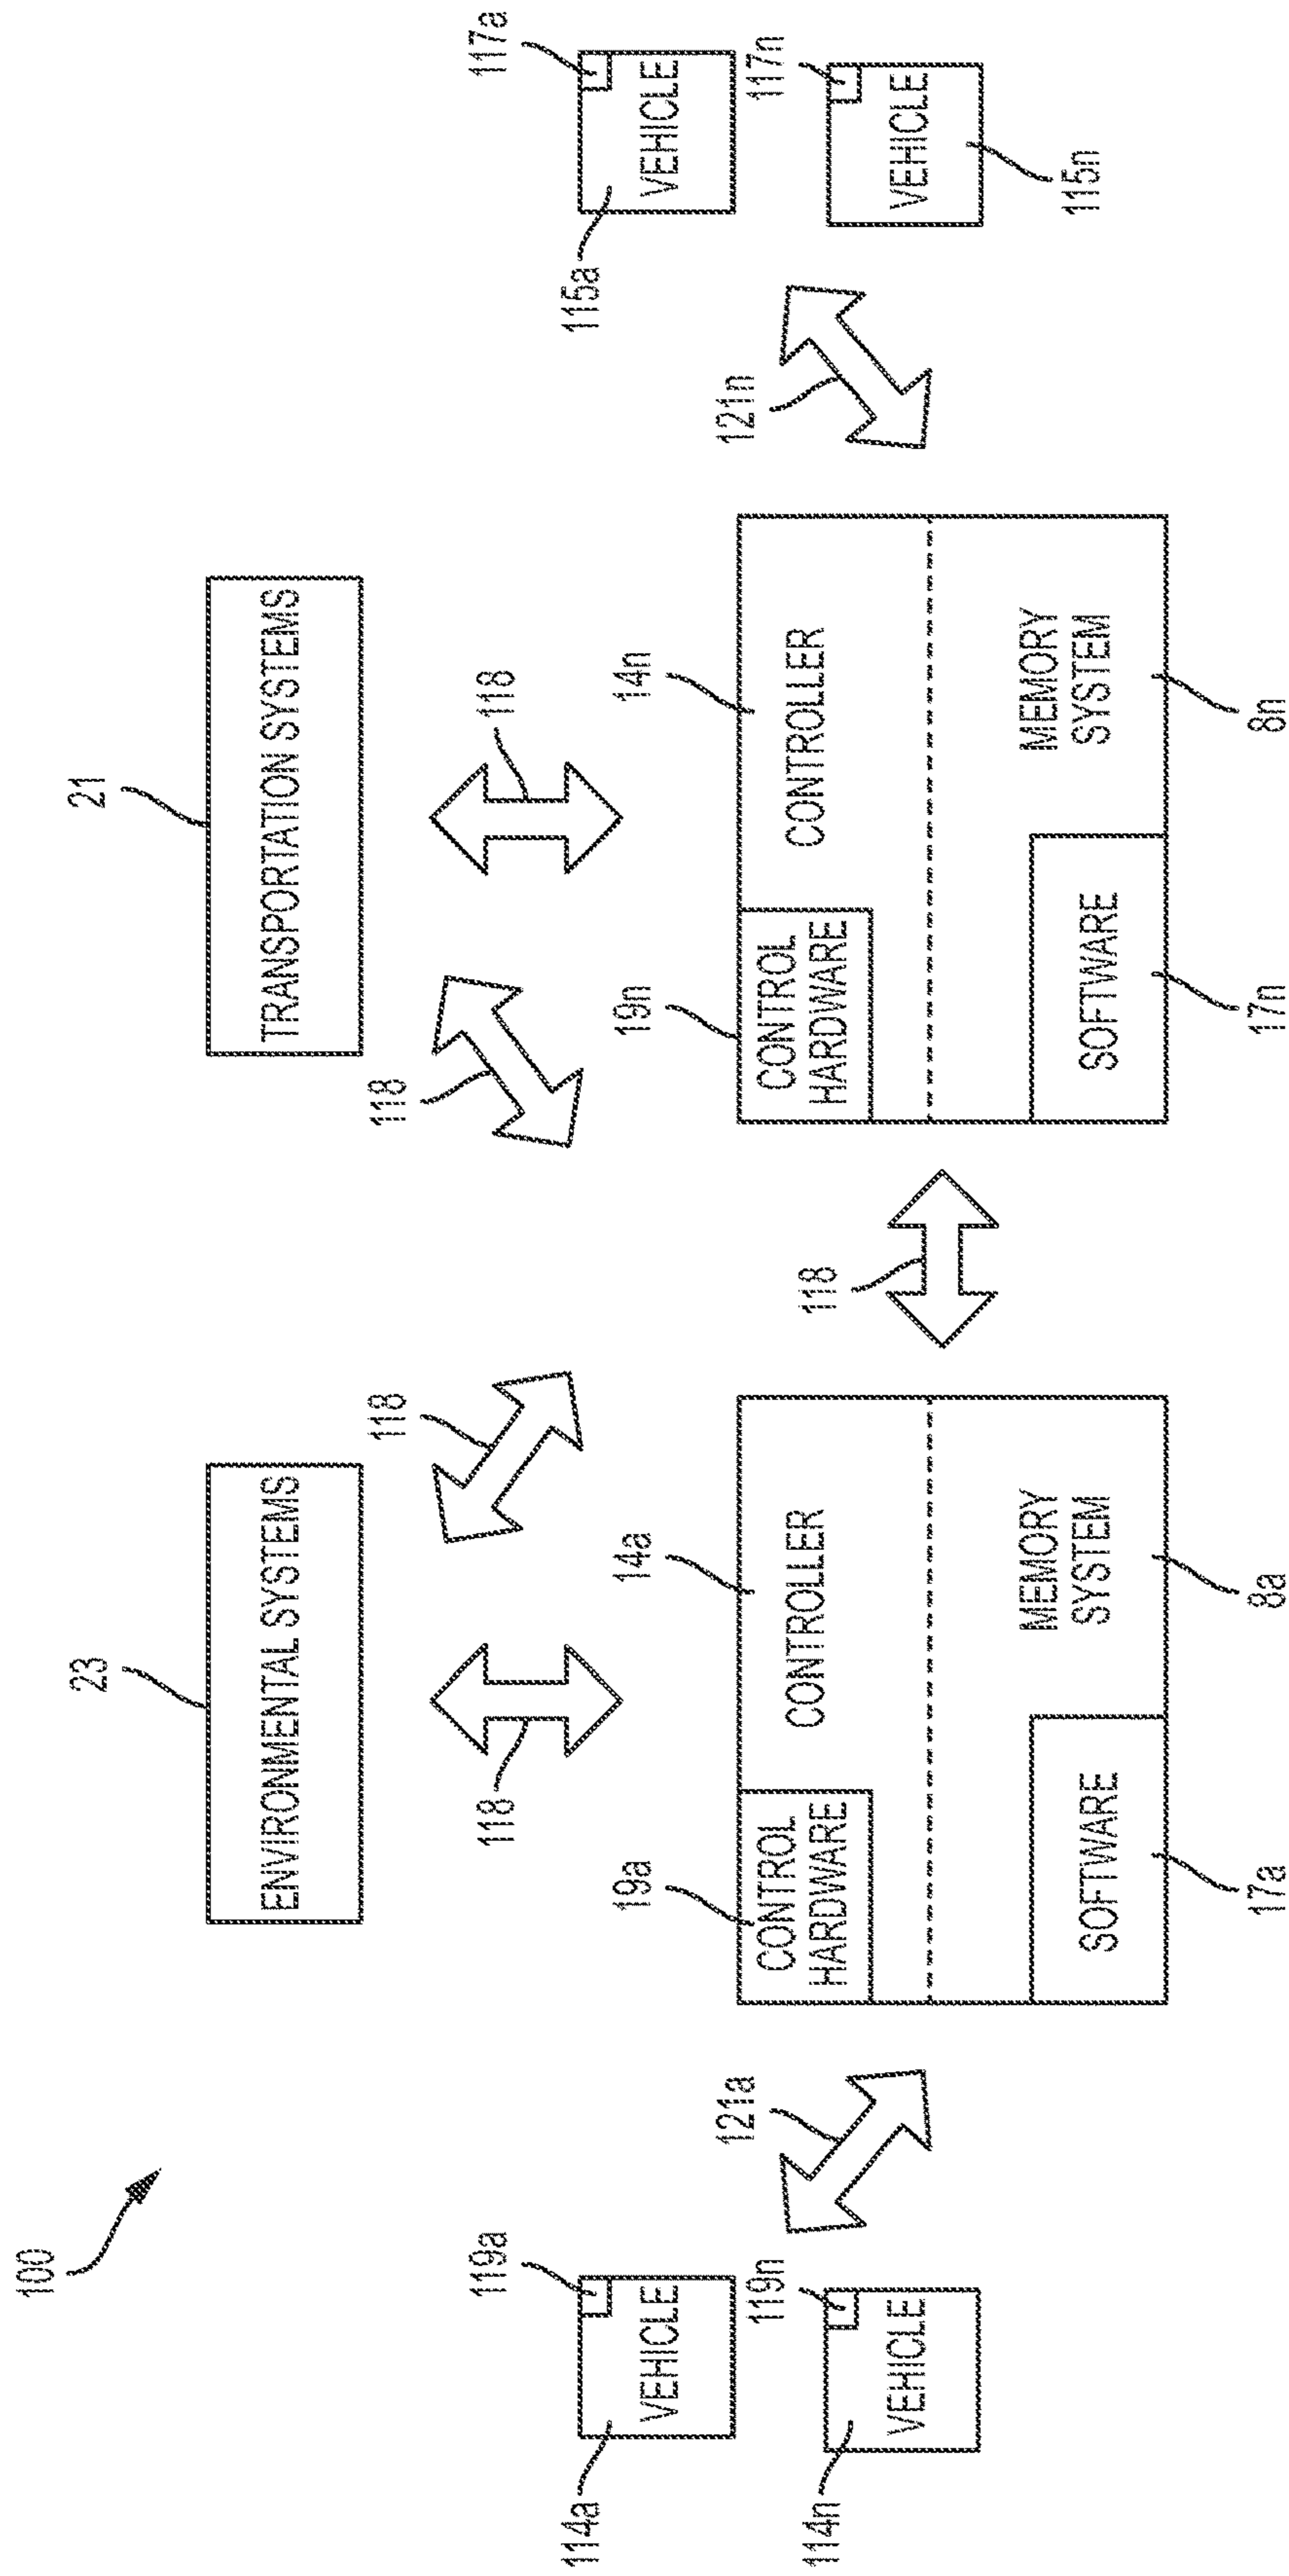 100
23
21
ENVIRONMENTAL SYSTEMS
TRANSPORTATION SYSTEMS
118
118
118
118
119a
117a
114a
VEHICLE
115a
VEHICLE
19a
14a
19n
14n
121a
121n
119n
117n
CONTROL
HARDWARE
CONTROLLER
118
CONTROL
HARDWARE
CONTROLLER
114n
VEHICLE
VEHICLE
115n
MEMORY
SYSTEM
SOFTWARE
MEMORY
SYSTEM
SOFTWARE
17a
8a
17n
8n